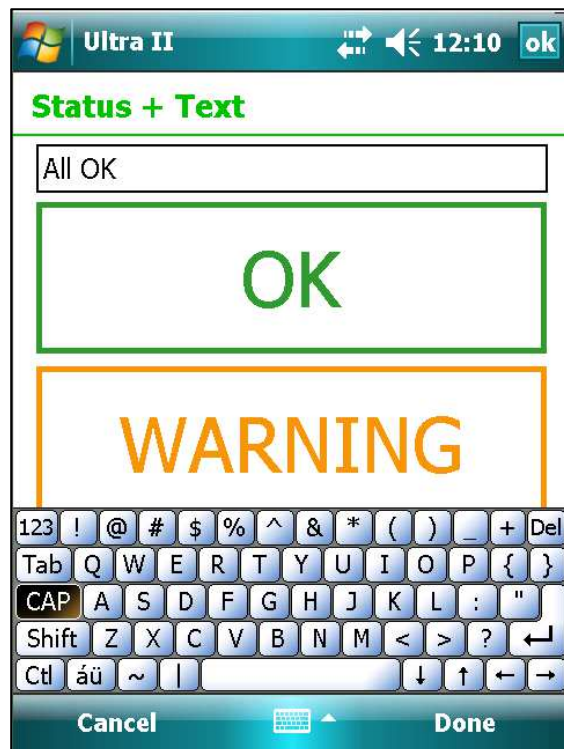 Ultra II 12:10 ok
Status + Text
All OK
OK
WARNING
123 ! @ # $ % ^ & * ( ) _ + Del
Tab Q W E R T Y U I O P { }
CAP A S D F G H J K L : "
Shift Z X C V B N M < > ? ↵
Ctl áü ~ | ↓ ↑ ← →
Cancel Done